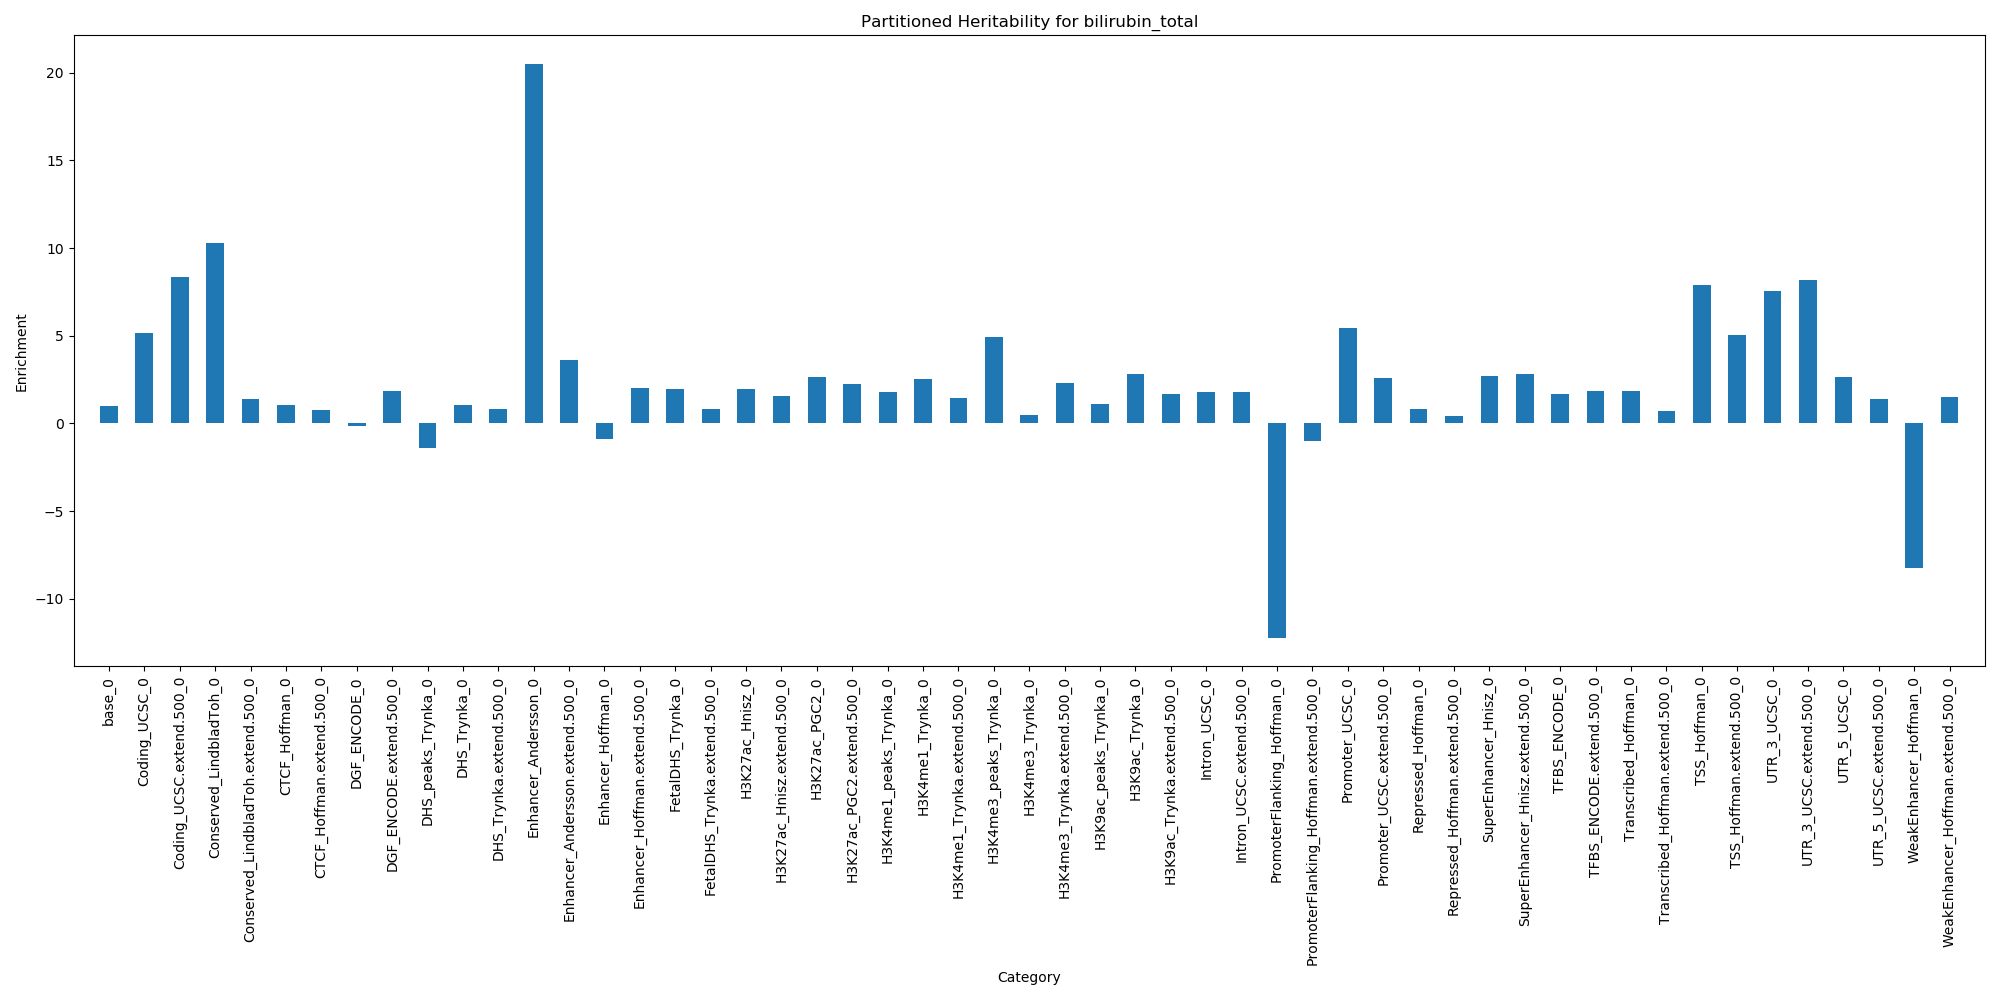 Partitioned Heritability for bilirubin_total
Enrichment
20
15
10
5
0
−5
−10
base_0
Coding_UCSC_0
Coding_UCSC.extend.500_0
Conserved_LindbladToh_0
Conserved_LindbladToh.extend.500_0
CTCF_Hoffman_0
CTCF_Hoffman.extend.500_0
DGF_ENCODE_0
DGF_ENCODE.extend.500_0
DHS_peaks_Trynka_0
DHS_Trynka_0
DHS_Trynka.extend.500_0
Enhancer_Andersson_0
Enhancer_Andersson.extend.500_0
Enhancer_Hoffman_0
Enhancer_Hoffman.extend.500_0
FetalDHS_Trynka_0
FetalDHS_Trynka.extend.500_0
H3K27ac_Hnisz_0
H3K27ac_Hnisz.extend.500_0
H3K27ac_PGC2_0
H3K27ac_PGC2.extend.500_0
H3K4me1_peaks_Trynka_0
H3K4me1_Trynka_0
H3K4me1_Trynka.extend.500_0
H3K4me3_peaks_Trynka_0
H3K4me3_Trynka_0
H3K4me3_Trynka.extend.500_0
H3K9ac_peaks_Trynka_0
H3K9ac_Trynka_0
H3K9ac_Trynka.extend.500_0
Intron_UCSC_0
Intron_UCSC.extend.500_0
PromoterFlanking_Hoffman_0
PromoterFlanking_Hoffman.extend.500_0
Promoter_UCSC_0
Promoter_UCSC.extend.500_0
Repressed_Hoffman_0
Repressed_Hoffman.extend.500_0
SuperEnhancer_Hnisz_0
SuperEnhancer_Hnisz.extend.500_0
TFBS_ENCODE_0
TFBS_ENCODE.extend.500_0
Transcribed_Hoffman_0
Transcribed_Hoffman.extend.500_0
TSS_Hoffman_0
TSS_Hoffman.extend.500_0
UTR_3_UCSC_0
UTR_3_UCSC.extend.500_0
UTR_5_UCSC_0
UTR_5_UCSC.extend.500_0
WeakEnhancer_Hoffman_0
WeakEnhancer_Hoffman.extend.500_0
Category